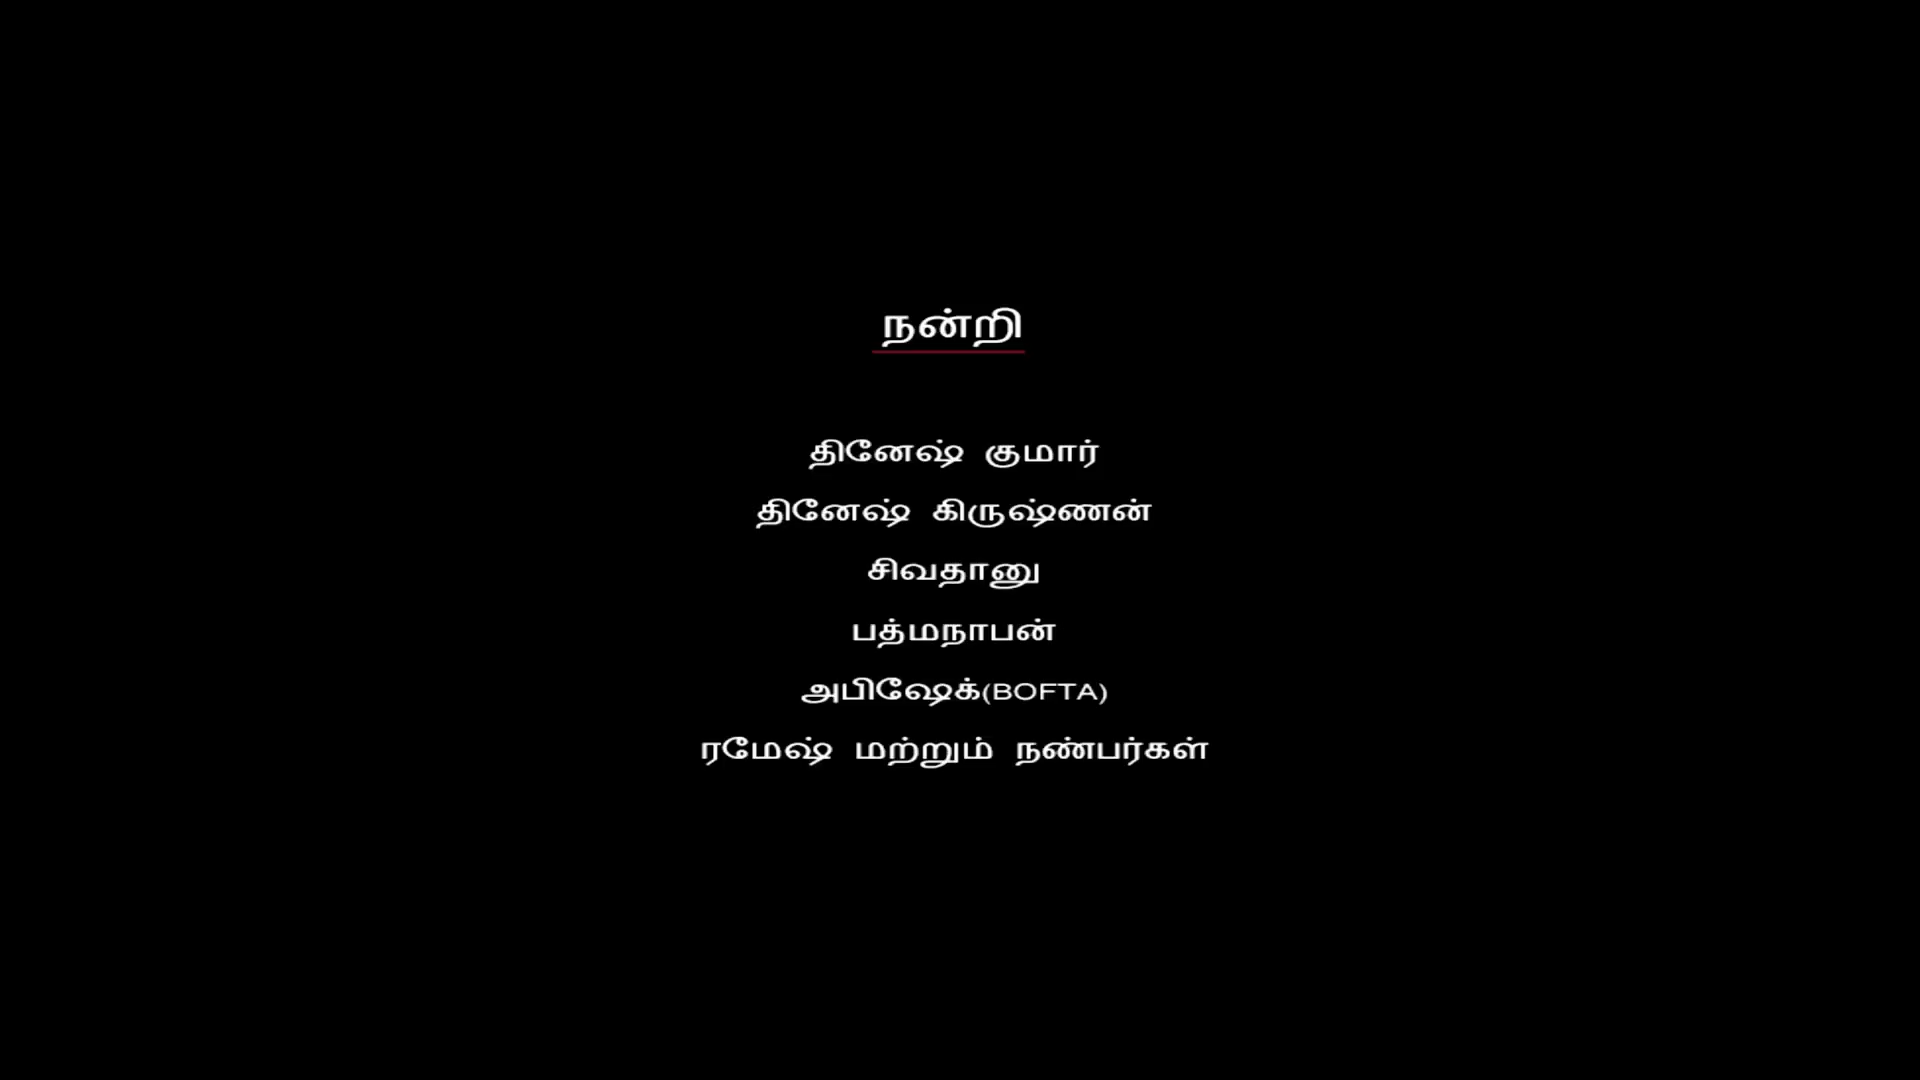 நன்றி
தினேஷ் குமார்
தினேஷ் கிருஷ்ணன்
சிவதானு
பத்மநாபன்
அபிஷேக்(BOFTA)
ரமேஷ் மற்றும் நண்பர்கள்